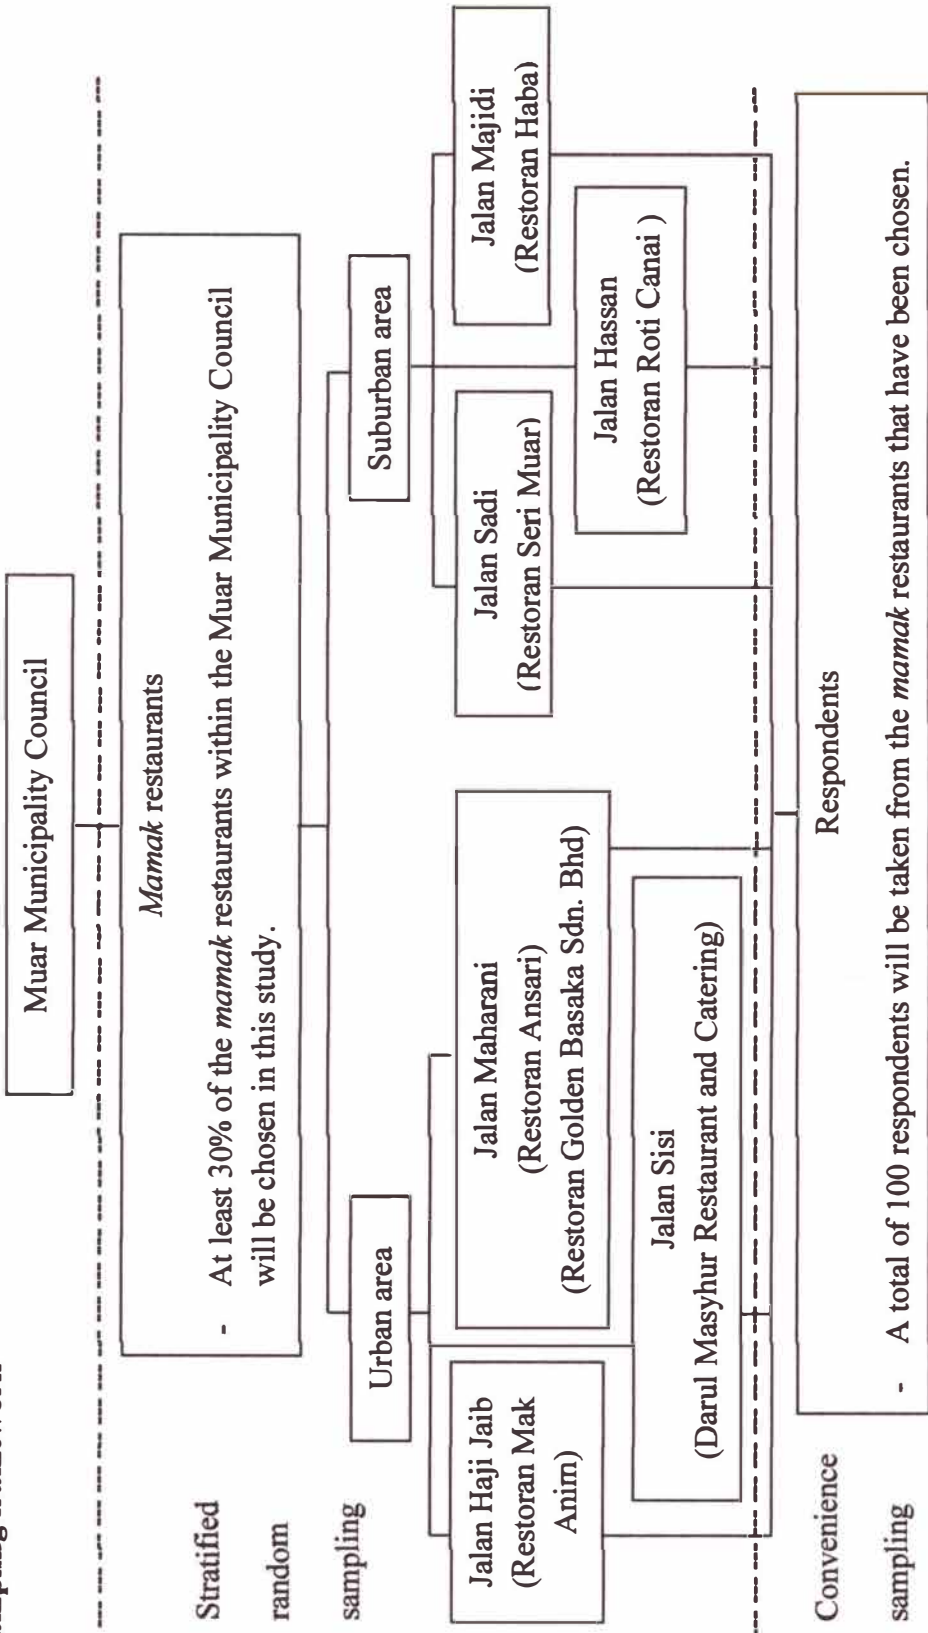 Muar Municipality Council
Mamak restaurants
- At least 30% of the mamak restaurants within the Muar Municipality Council
will be chosen in this study.
Stratified
random
sampling
Urban area
Suburban area
Jalan Haji Jaib
(Restoran Mak
Anim)
Jalan Maharani
(Restoran Ansari)
(Restoran Golden Basaka Sdn. Bhd)
Jalan Sadi
(Restoran Seri Muar)
Jalan Majidi
(Restoran Haba)
Jalan Sisi
(Darul Masyhur Restaurant and Catering)
Jalan Hassan
(Restoran Roti Canai )
Convenience
sampling
Respondents
- A total of 100 respondents will be taken from the mamak restaurants that have been chosen.